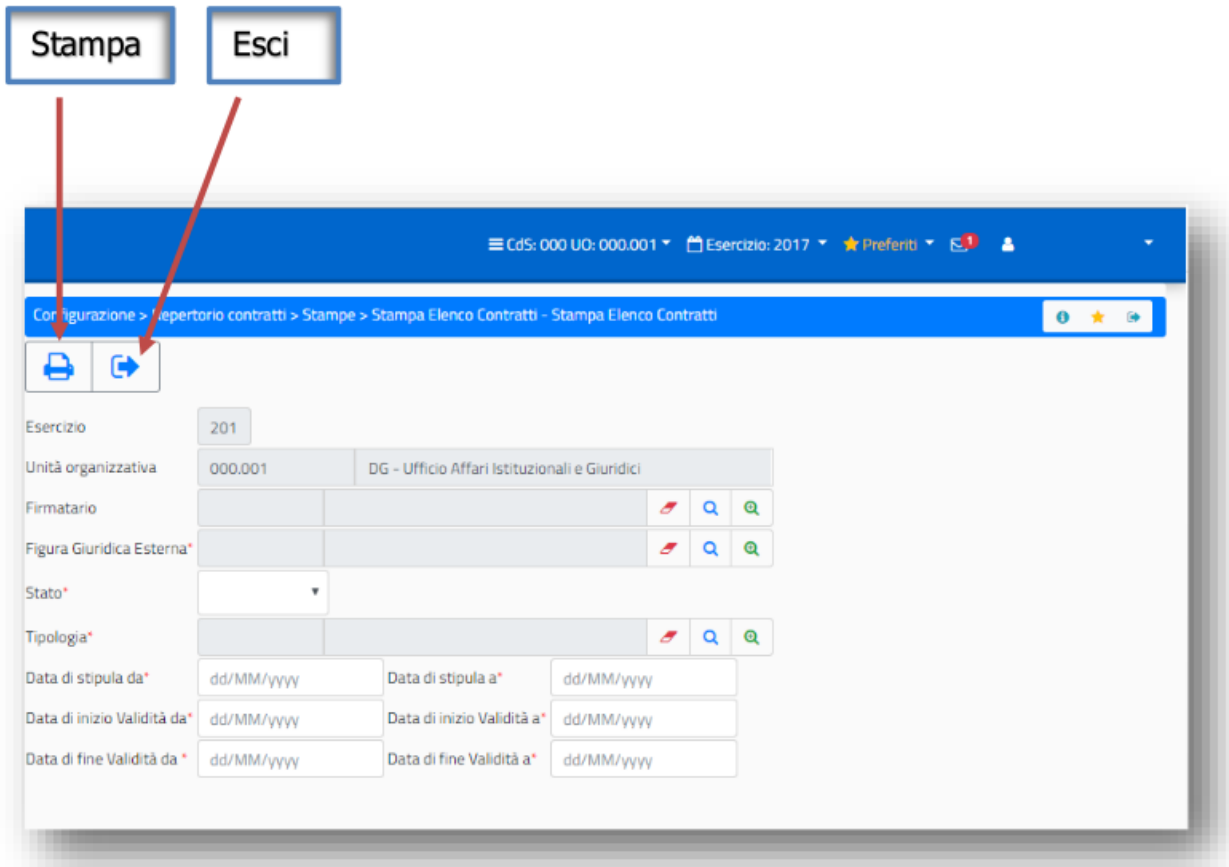 Stampa Esci
CdS: 000 UO: 000.001 Esercizio: 2017 Preferiti 1
Configurazione > Repertorio contratti > Stampe > Stampa Elenco Contratti - Stampa Elenco Contratti
Esercizio 201
Unità organizzativa 000.001 DG - Ufficio Affari Istituzionali e Giuridici
Firmatario
Figura Giuridica Esterna*
Stato*
Tipologia*
Data di stipula da* dd/MM/yyyy Data di stipula a* dd/MM/yyyy
Data di inizio Validità da* dd/MM/yyyy Data di inizio Validità a* dd/MM/yyyy
Data di fine Validità da * dd/MM/yyyy Data di fine Validità a* dd/MM/yyyy